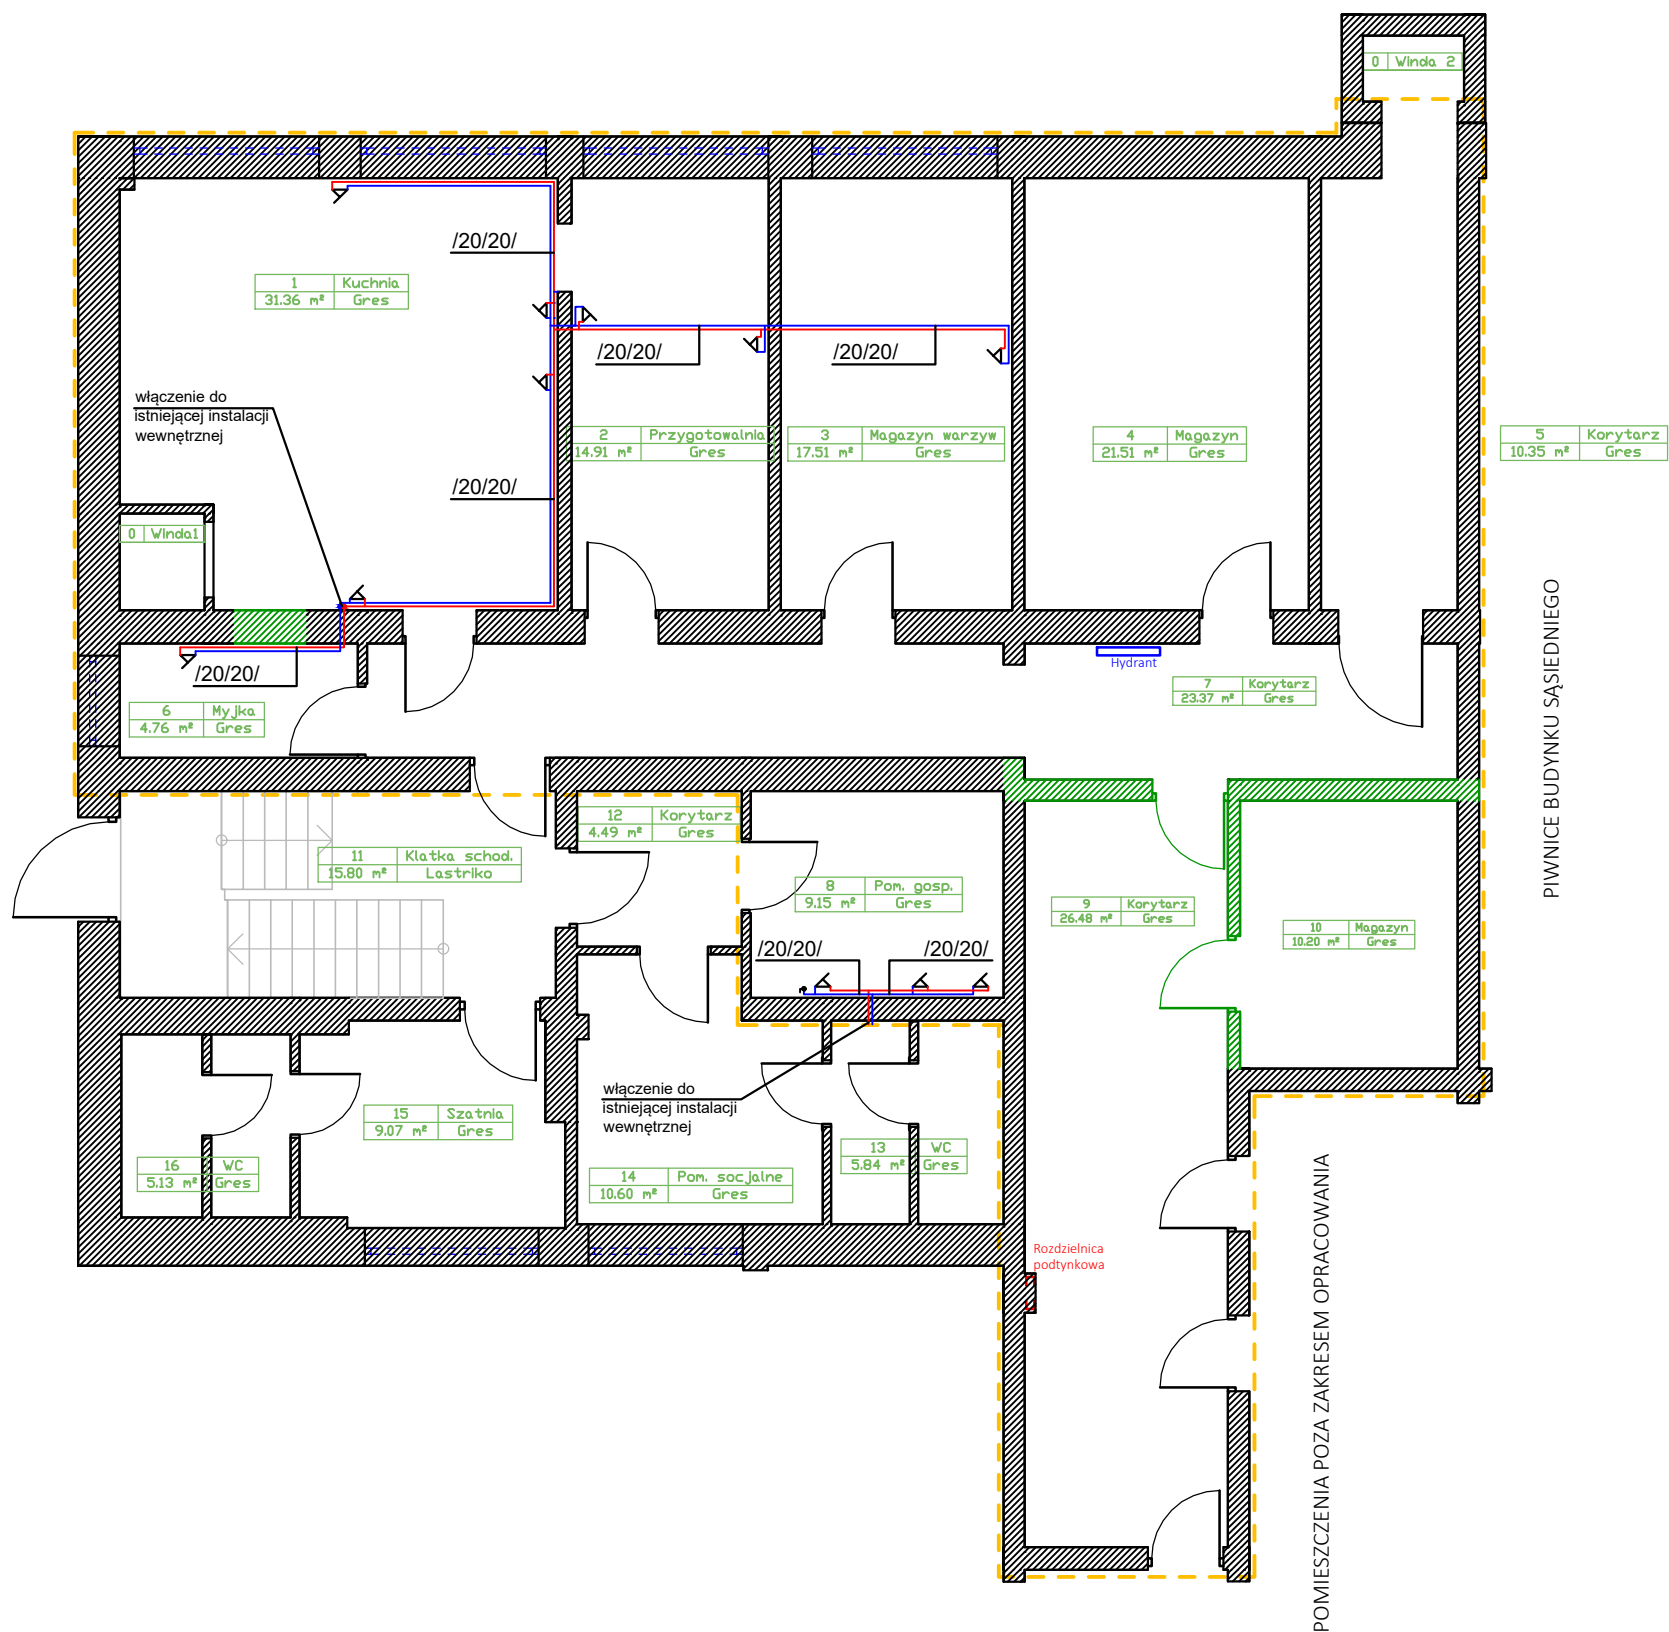 0 Winda 2
/20/20/
1 Kuchnia
31.36 m² Gres
/20/20/
/20/20/
włączenie do
istniejącej instalacji
wewnętrznej
2 Przygotowalnia
14.91 m² Gres
3 Magazyn warzyw
17.51 m² Gres
4 Magazyn
21.51 m² Gres
5 Korytarz
10.35 m² Gres
/20/20/
0 Winda1
PIWNICE BUDYNKU SĄSIEDNIEGO
Hydrant
/20/20/
7 Korytarz
23.37 m² Gres
6 Myjka
4.76 m² Gres
12 Korytarz
4.49 m² Gres
11 Klatka schod.
15.80 m² Lastriko
8 Pom. gosp.
9.15 m² Gres
9 Korytarz
26.48 m² Gres
10 Magazyn
10.20 m² Gres
/20/20/
/20/20/
włączenie do
istniejącej instalacji
wewnętrznej
15 Szatnia
9.07 m² Gres
13 WC
5.84 m² Gres
16 WC
5.13 m² Gres
14 Pom. socjalne
10.60 m² Gres
Rozdzielnica
podtynkowa
POMIESZCZENIA POZA ZAKRESEM OPRACOWANIA